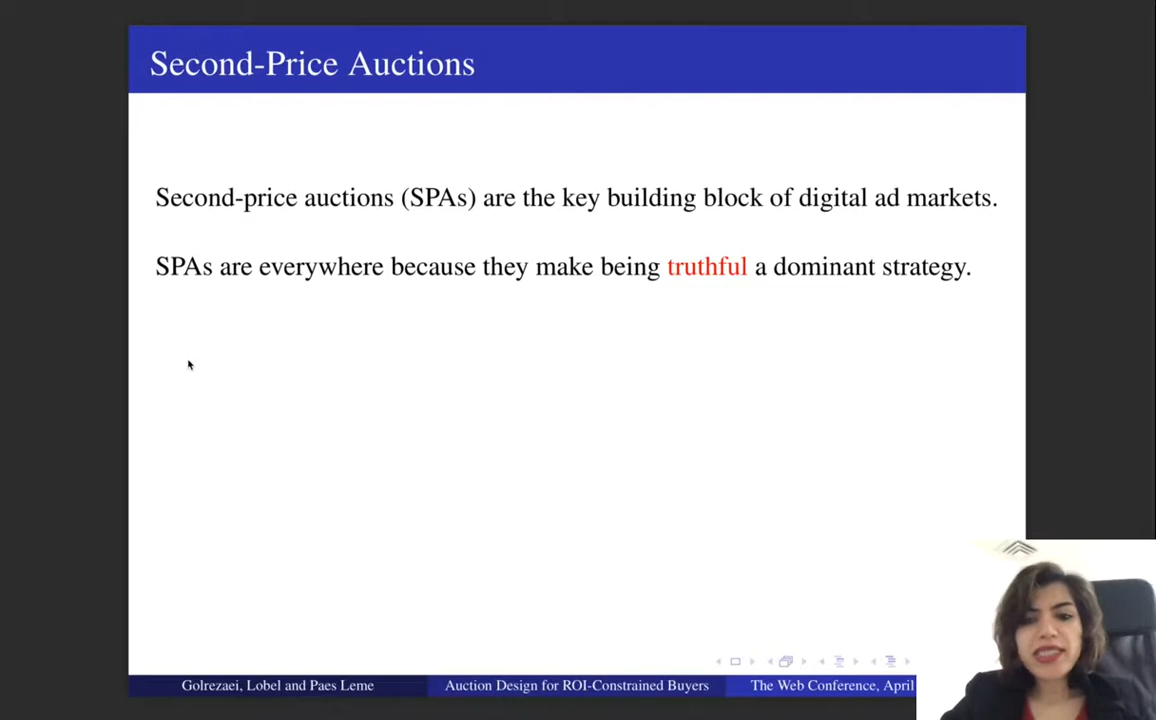 Second-Price Auctions
Second-price auctions (SPAs) are the key building block of digital ad markets.
SPAs are everywhere because they make being truthful a dominant strategy.
Golrezaei, Lobel and Paes Leme
Auction Design for ROI-Constrained Buyers
The Web Conference, April